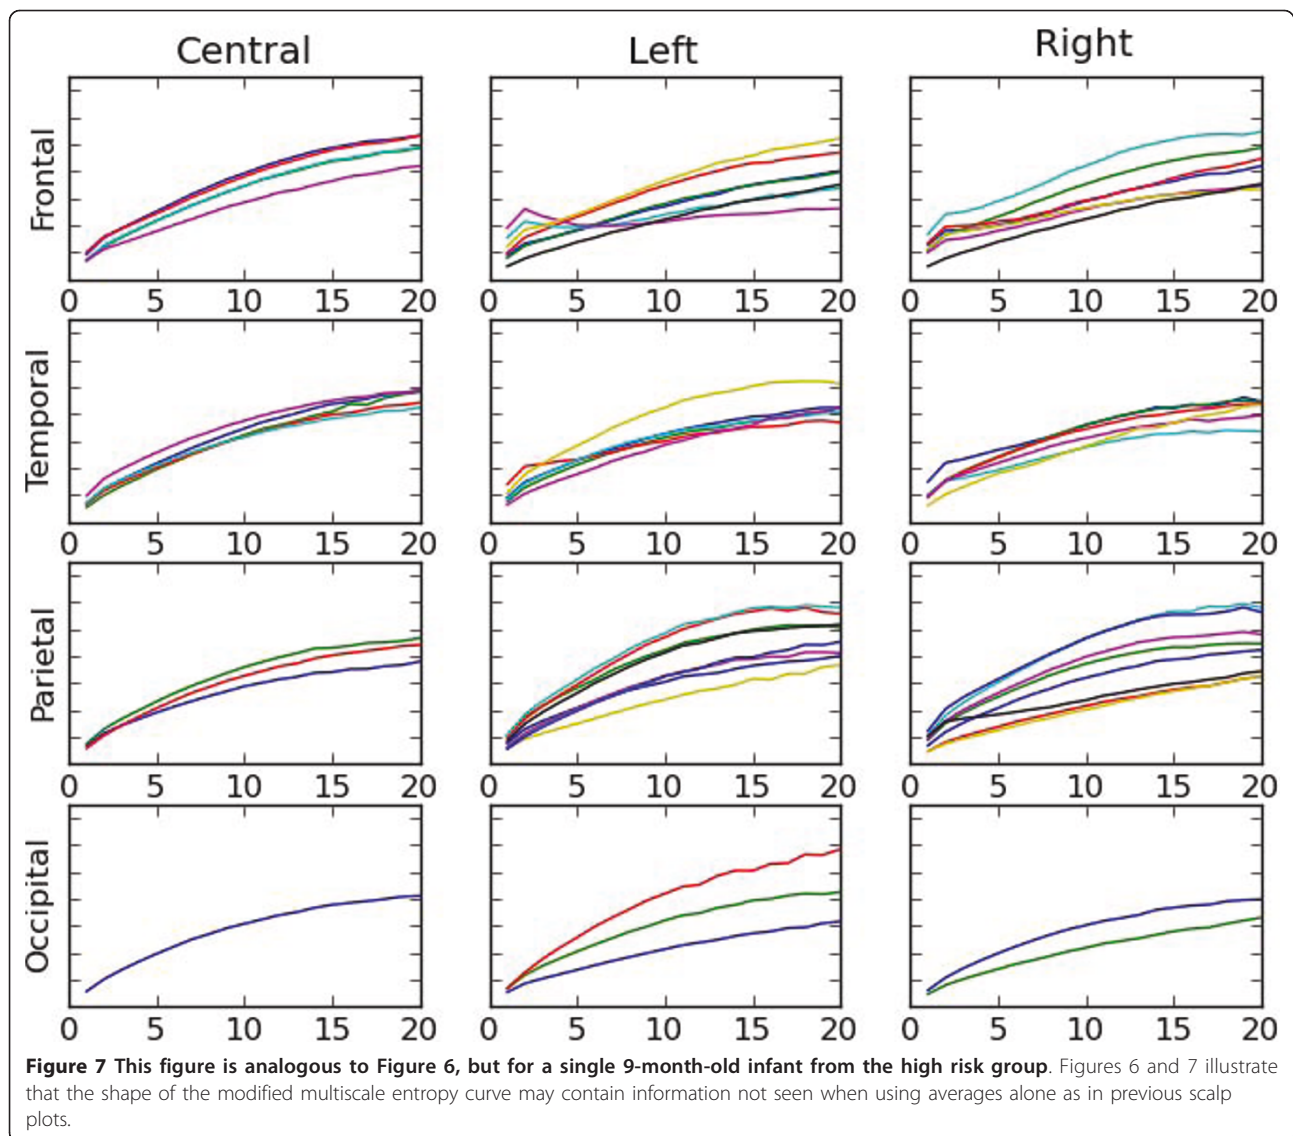 Central Left Right
Frontal
0 5 10 15 20 0 5 10 15 20 0 5 10 15 20
Temporal
0 5 10 15 20 0 5 10 15 20 0 5 10 15 20
Parietal
0 5 10 15 20 0 5 10 15 20 0 5 10 15 20
Occipital
0 5 10 15 20 0 5 10 15 20 0 5 10 15 20
Figure 7 This figure is analogous to Figure 6, but for a single 9-month-old infant from the high risk group. Figures 6 and 7 illustrate
that the shape of the modified multiscale entropy curve may contain information not seen when using averages alone as in previous scalp
plots.